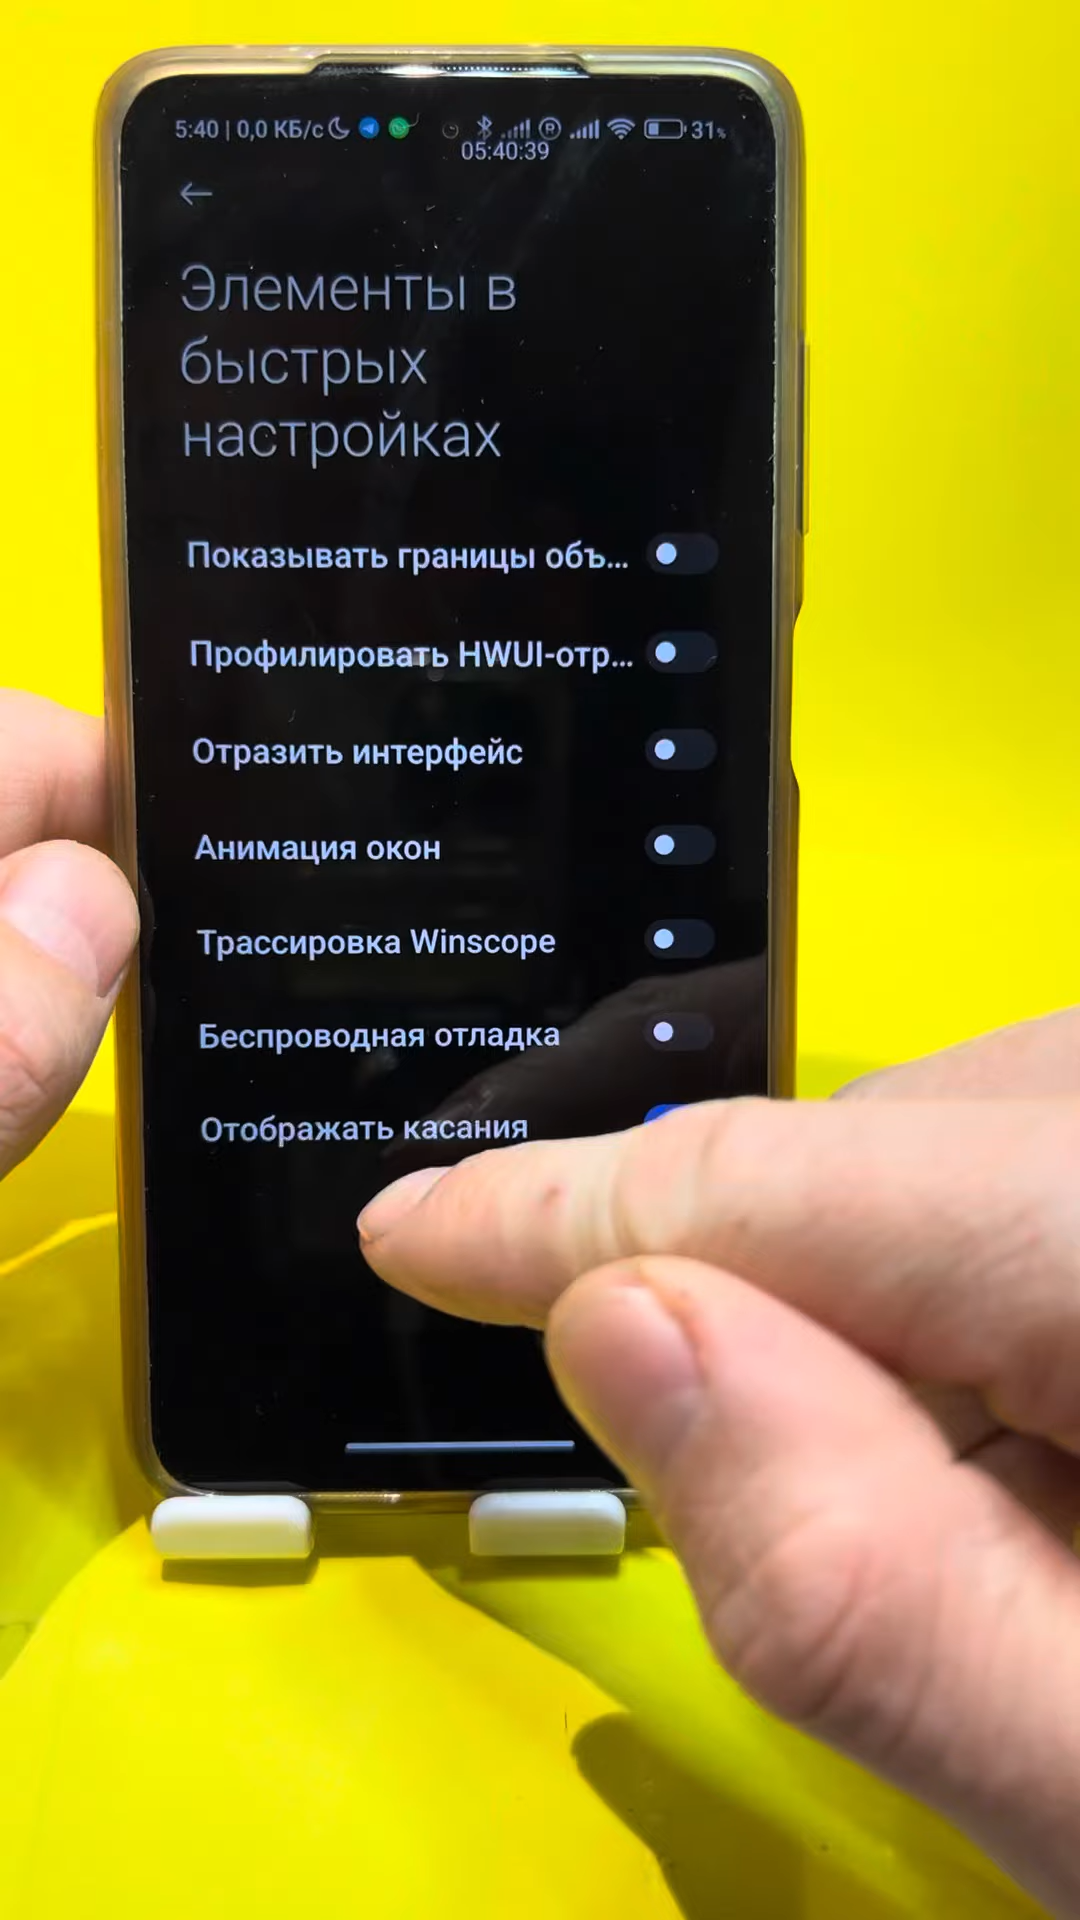 5:40 | 0,0 КБ/с
31%
05:40:39
Элементы в
быстрых
настройках
Показывать границы объ...
Профилировать HWUI-отр...
Отразить интерфейс
Анимация окон
Трассировка Winscope
Беспроводная отладка
Отображать касания